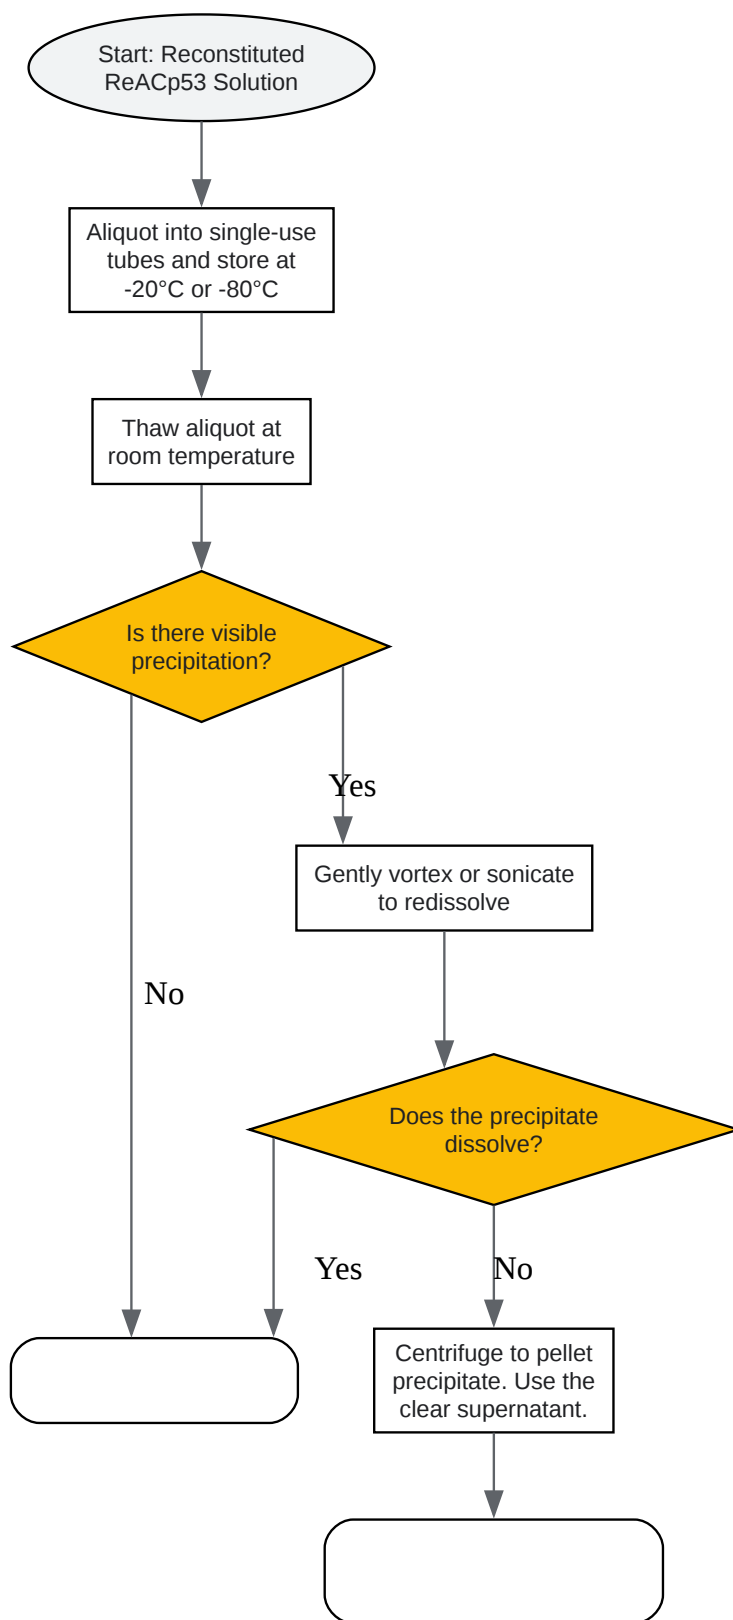 Start: Reconstituted
ReACp53 Solution
Aliquot into single-use
tubes and store at
-20°C or -80°C
Thaw aliquot at
room temperature
Is there visible
precipitation?
Yes
Gently vortex or sonicate
to redissolve
No
Does the precipitate
dissolve?
Yes
No
Centrifuge to pellet
precipitate. Use the
clear supernatant.